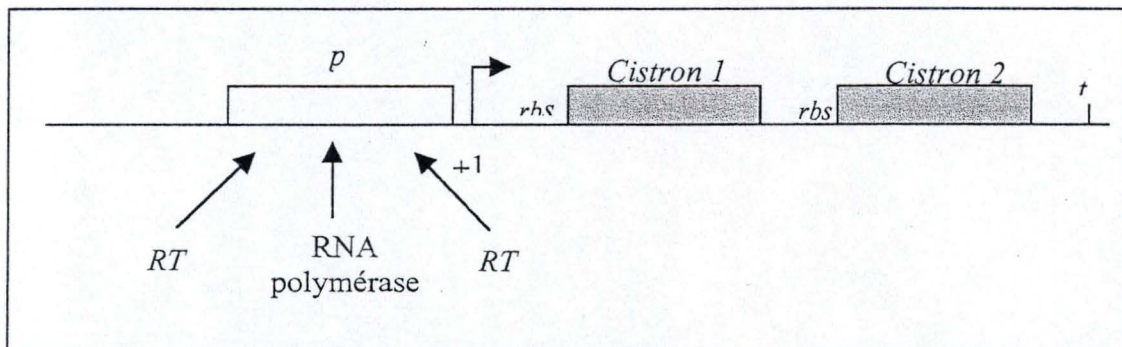 p
Cistron 1
Cistron 2
t
rbs
rbs
+1
RT
RNA
polymérase
RT